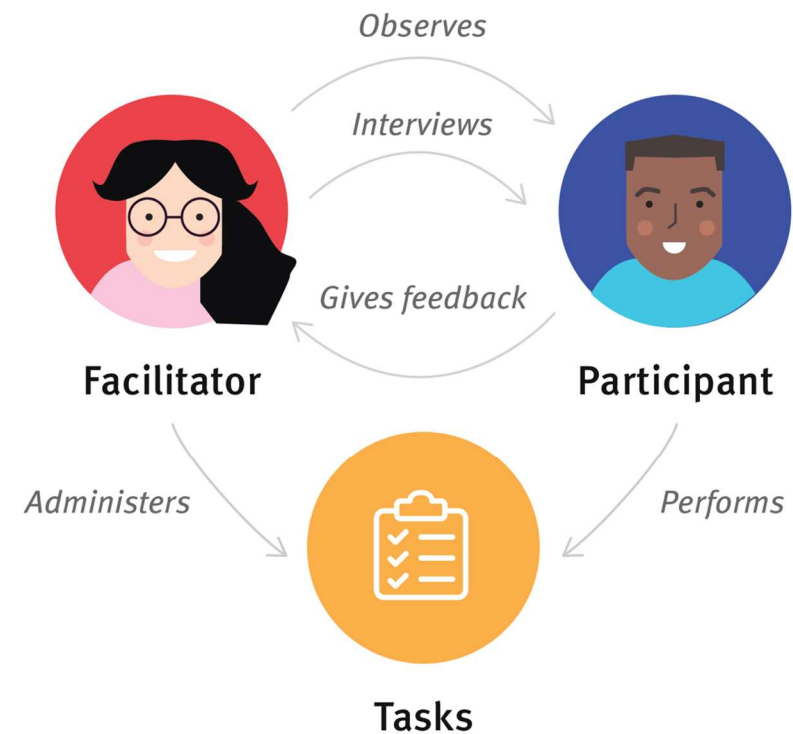 Observes
Interviews
Gives feedback
Facilitator
Participant
Administers
Performs
Tasks